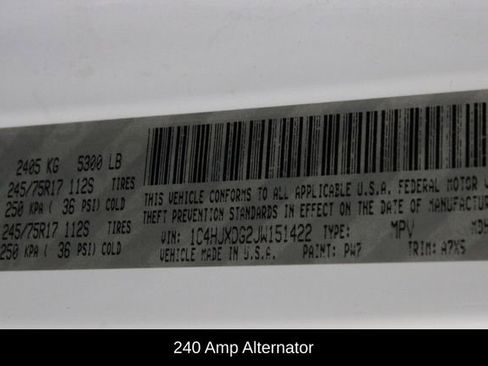 2405 KG 5300 LB
245/75R17 112S TIRES
250 KPA ( 36 PSI) COLD
245/75R17 112S TIRES
250 KPA ( 36 PSI) COLD
THIS VEHICLE CONFORMS TO ALL APPLICABLE U.S.A. FEDERAL MOTOR
THEFT PREVENTION STANDARDS IN EFFECT ON THE DATE OF MANUFACTURE
VIN: 1C4HJXDG2JW151422 TYPE: MPV
VEHICLE MADE IN U.S.A. PAINT: PW7 TRIM: A7X5
240 Amp Alternator